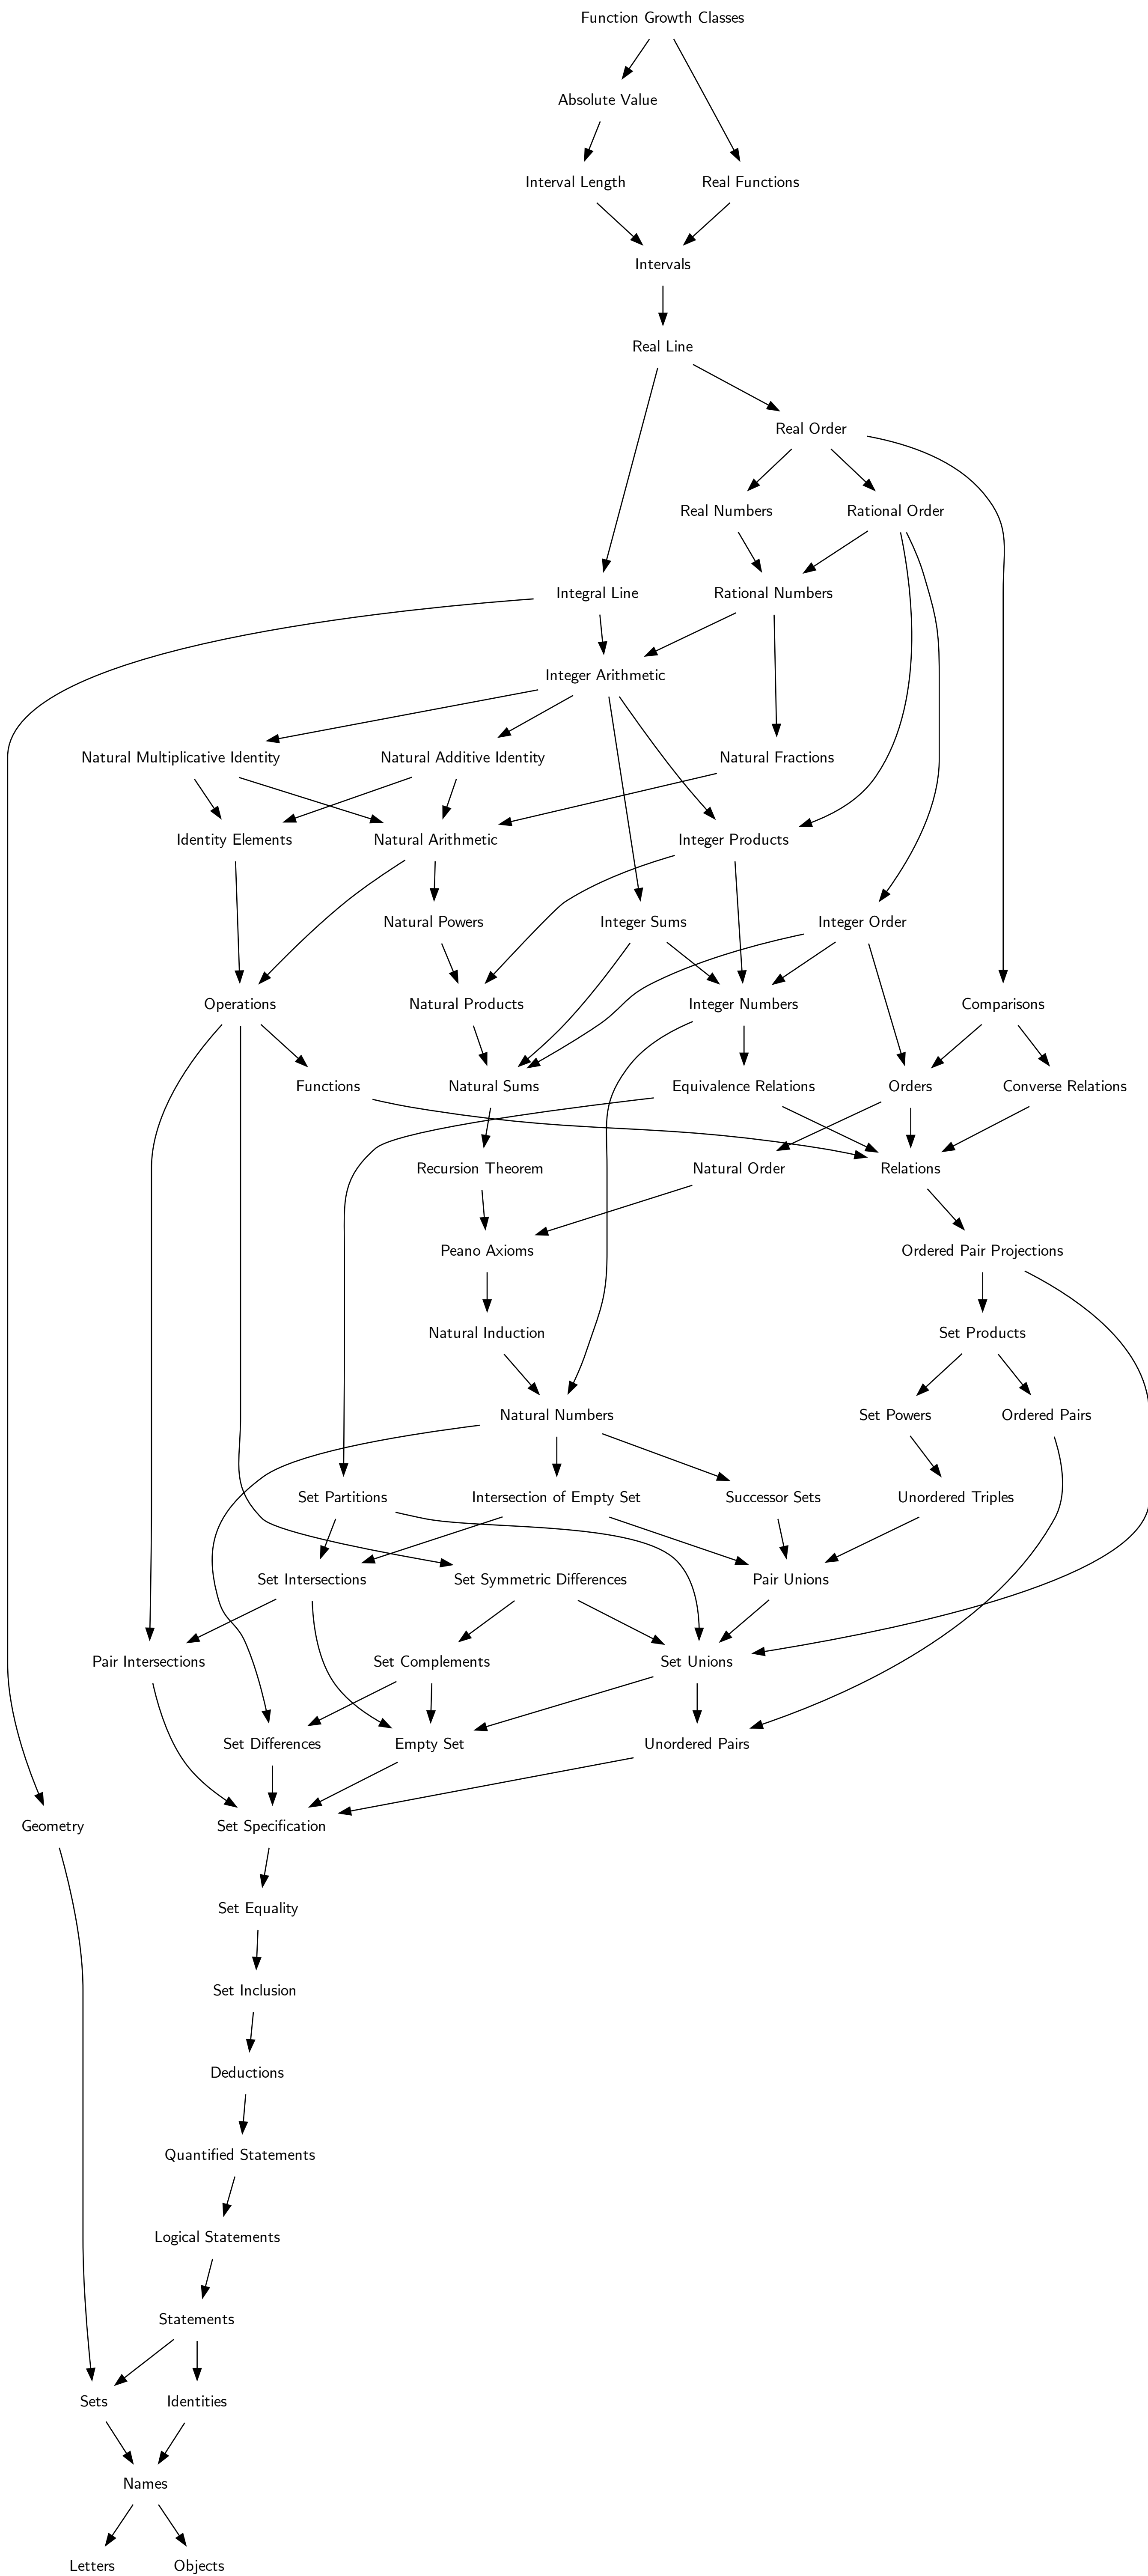 Function Growth Classes
Absolute Value
Interval Length
Real Functions
Intervals
Real Line
Real Order
Real Numbers
Rational Order
Integral Line
Rational Numbers
Integer Arithmetic
Natural Multiplicative Identity
Natural Additive Identity
Natural Fractions
Identity Elements
Natural Arithmetic
Integer Products
Natural Powers
Integer Sums
Integer Order
Operations
Natural Products
Integer Numbers
Comparisons
Functions
Natural Sums
Equivalence Relations
Orders
Converse Relations
Recursion Theorem
Natural Order
Relations
Peano Axioms
Ordered Pair Projections
Natural Induction
Set Products
Natural Numbers
Set Powers
Ordered Pairs
Set Partitions
Intersection of Empty Set
Successor Sets
Unordered Triples
Set Intersections
Set Symmetric Differences
Pair Unions
Pair Intersections
Set Complements
Set Unions
Set Differences
Empty Set
Unordered Pairs
Geometry
Set Specification
Set Equality
Set Inclusion
Deductions
Quantified Statements
Logical Statements
Statements
Sets
Identities
Names
Letters
Objects